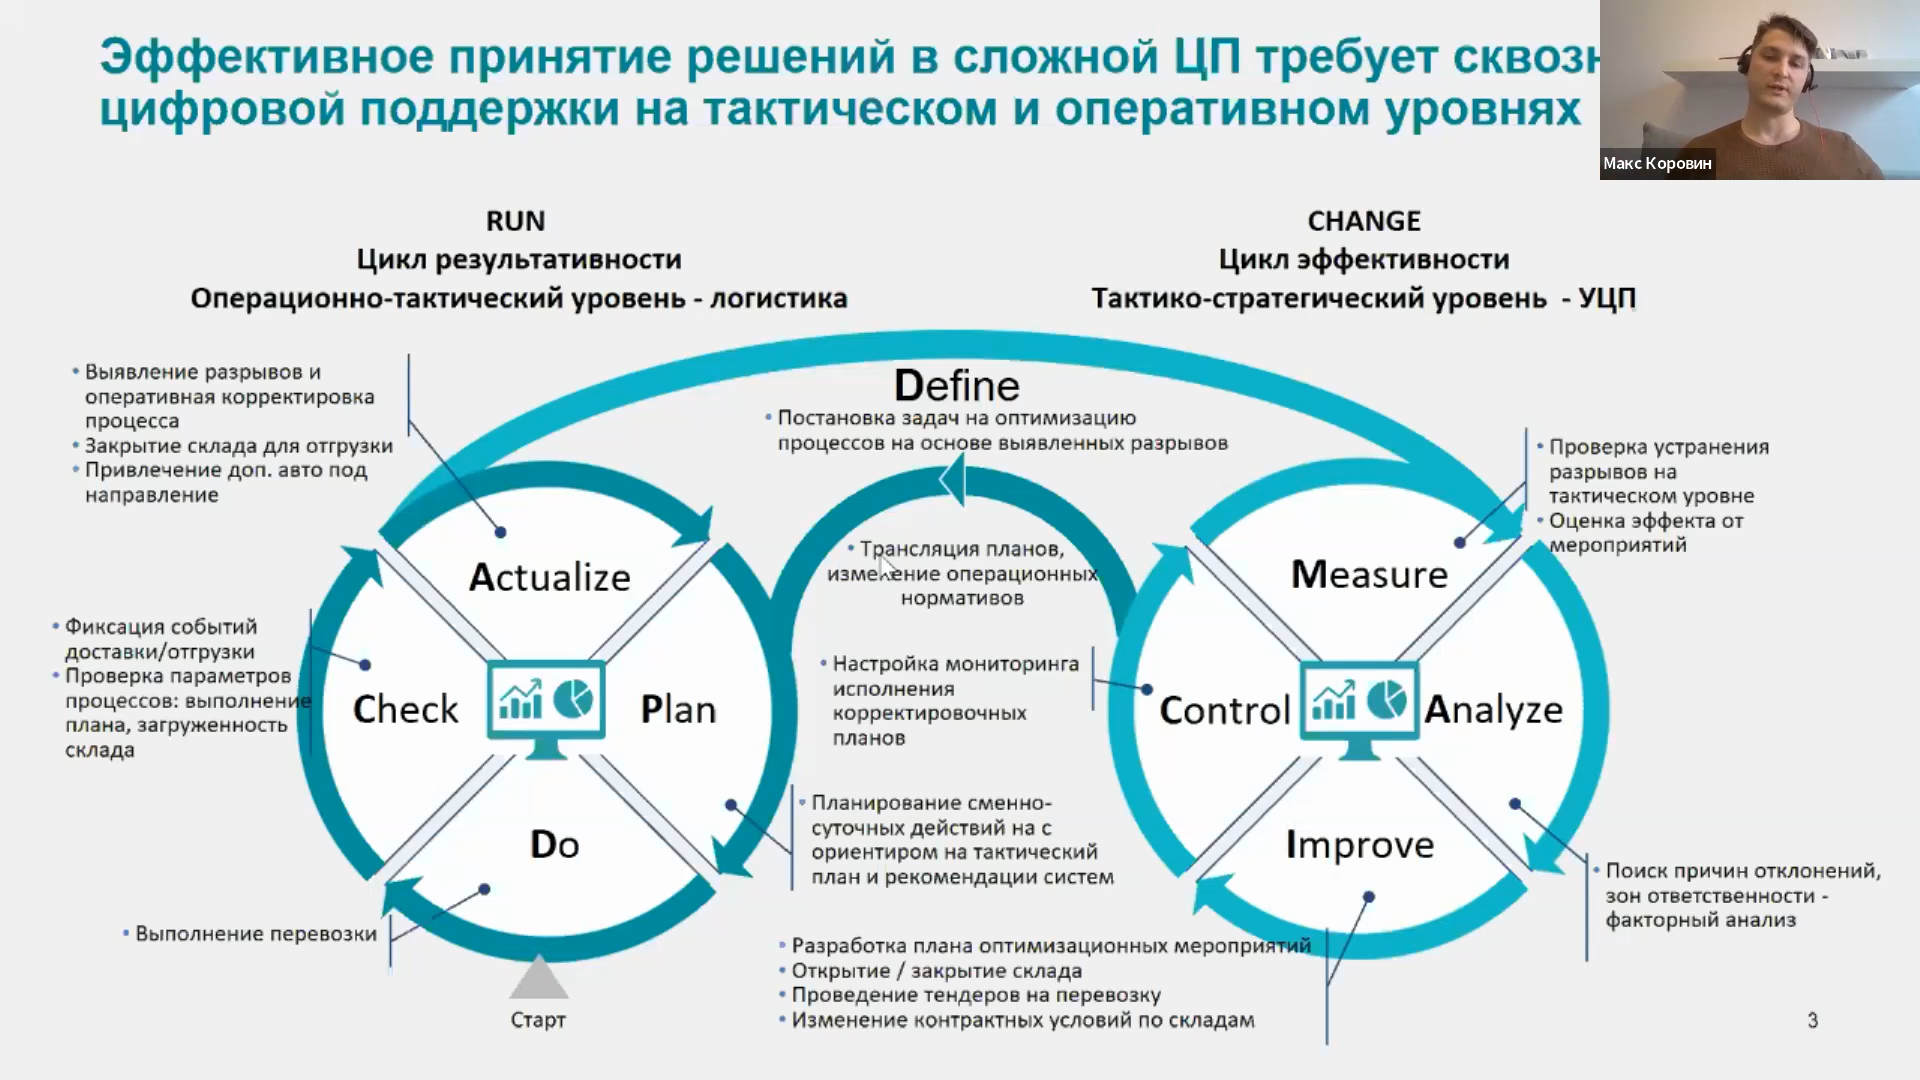 Эффективное принятие решений в сложной ЦП требует
цифровой поддержки на тактическом и оперативном уровнях
Макс Коровин
RUN
Цикл результативности
Операционно-тактический уровень - логистика
CHANGE
Цикл эффективности
Тактико-стратегический уровень - УЦП
• Выявление разрывов и
оперативная корректировка
процесса
• Закрытие склада для отгрузки
• Привлечение доп. авто под
направление
Define
• Постановка задач на оптимизацию
процессов на основе выявленных разрывов
• Проверка устранения
разрывов на
тактическом уровне
• Оценка эффекта от
мероприятий
• Трансляция планов,
изменение операционных
нормативов
Actualize
Measure
• Фиксация событий
доставки/отгрузки
• Проверка параметров
процессов: выполнение
плана, загруженность
склада
Check
Plan
• Настройка мониторинга
исполнения
корректировочных
планов
Control
Analyze
• Планирование сменно-
суточных действий на с
ориентиром на тактический
план и рекомендации систем
Do
Improve
• Поиск причин отклонений,
зон ответственности -
факторный анализ
• Выполнение перевозки
• Разработка плана оптимизационных мероприятий
• Открытие / закрытие склада
• Проведение тендеров на перевозку
• Изменение контрактных условий по складам
Старт
3